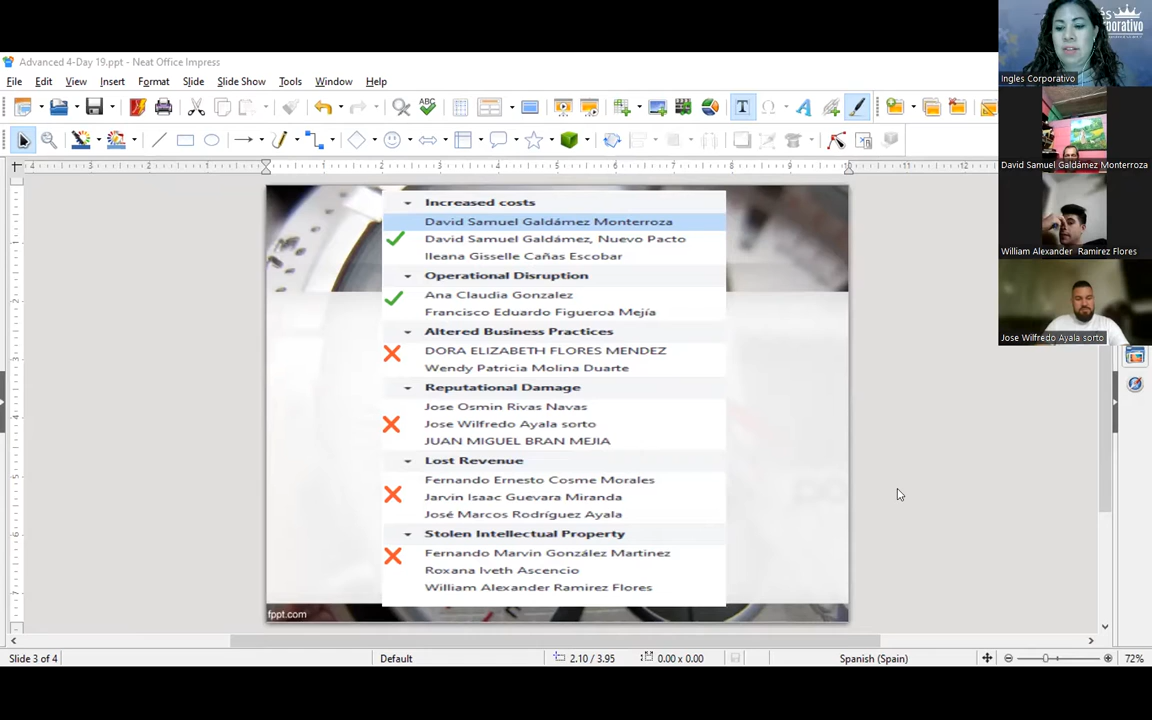 Advanced 4-Day 19.ppt - Neat Office Impress
File Edit View Insert Format Slide Slide Show Tools Window Help
Increased costs
David Samuel Galdámez Monterroza
David Samuel Galdámez, Nuevo Pacto
Ileana Gisselle Cañas Escobar
Operational Disruption
Ana Claudia Gonzalez
Francisco Eduardo Figueroa Mejía
Altered Business Practices
DORA ELIZABETH FLORES MENDEZ
Wendy Patricia Molina Duarte
Reputational Damage
Jose Osmin Rivas Navas
Jose Wilfredo Ayala sorto
JUAN MIGUEL BRAN MEJIA
Lost Revenue
Fernando Ernesto Cosme Morales
Jarvin Isaac Guevara Miranda
José Marcos Rodríguez Ayala
Stolen Intellectual Property
Fernando Marvin González Martinez
Roxana Iveth Ascencio
William Alexander Ramirez Flores
fppt.com
Slide 3 of 4 Default 2.10 / 3.95 0.00 x 0.00 Spanish (Spain) 72%
Ingles Corporativo
David Samuel Galdámez Monterroza
William Alexander Ramirez Flores
Jose Wilfredo Ayala sorto